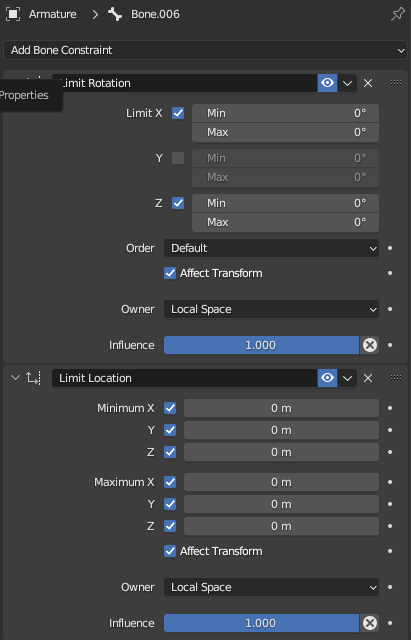 Armature > Bone.006
Add Bone Constraint
Limit Rotation
Properties
Limit X Min 0°
Max 0°
Y Min 0°
Max 0°
Z Min 0°
Max 0°
Order Default
Affect Transform
Owner Local Space
Influence 1.000
Limit Location
Minimum X 0 m
Y 0 m
Z 0 m
Maximum X 0 m
Y 0 m
Z 0 m
Affect Transform
Owner Local Space
Influence 1.000